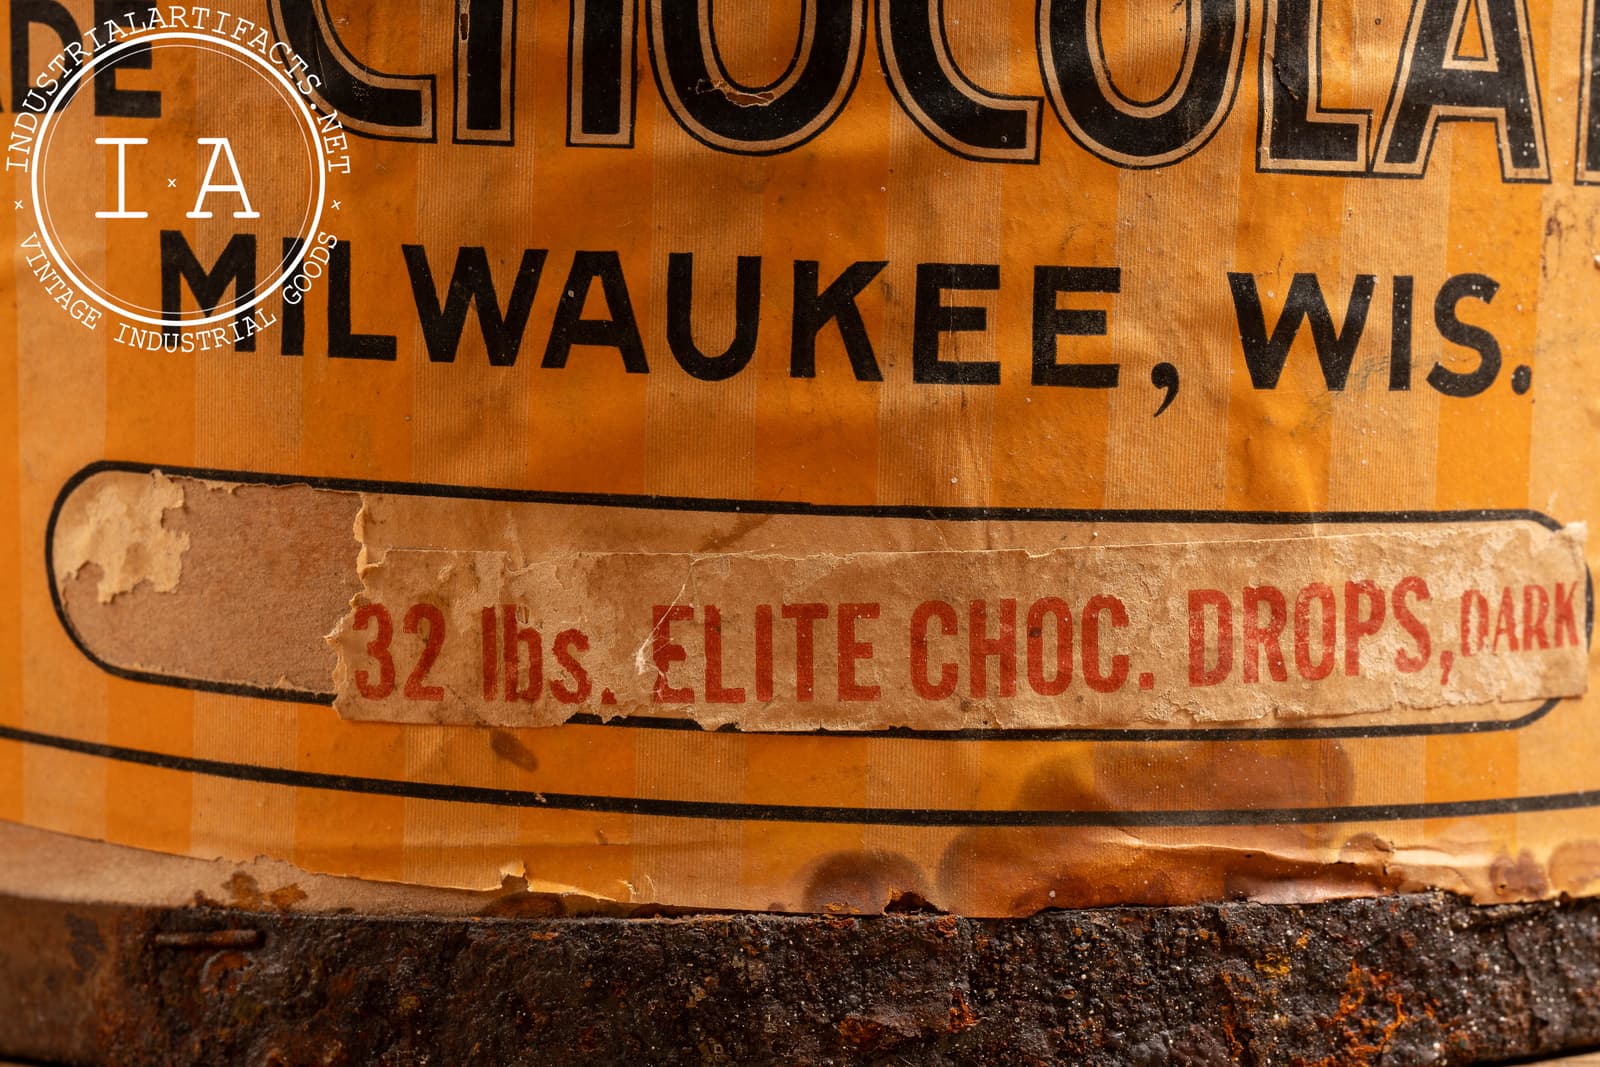 CHOCOLA
MILWAUKEE, WIS.
32 lbs. ELITE CHOC. DROPS, DARK
INDUSTRIALARTIFACTS.NET
I x A
VINTAGE INDUSTRIAL GOODS